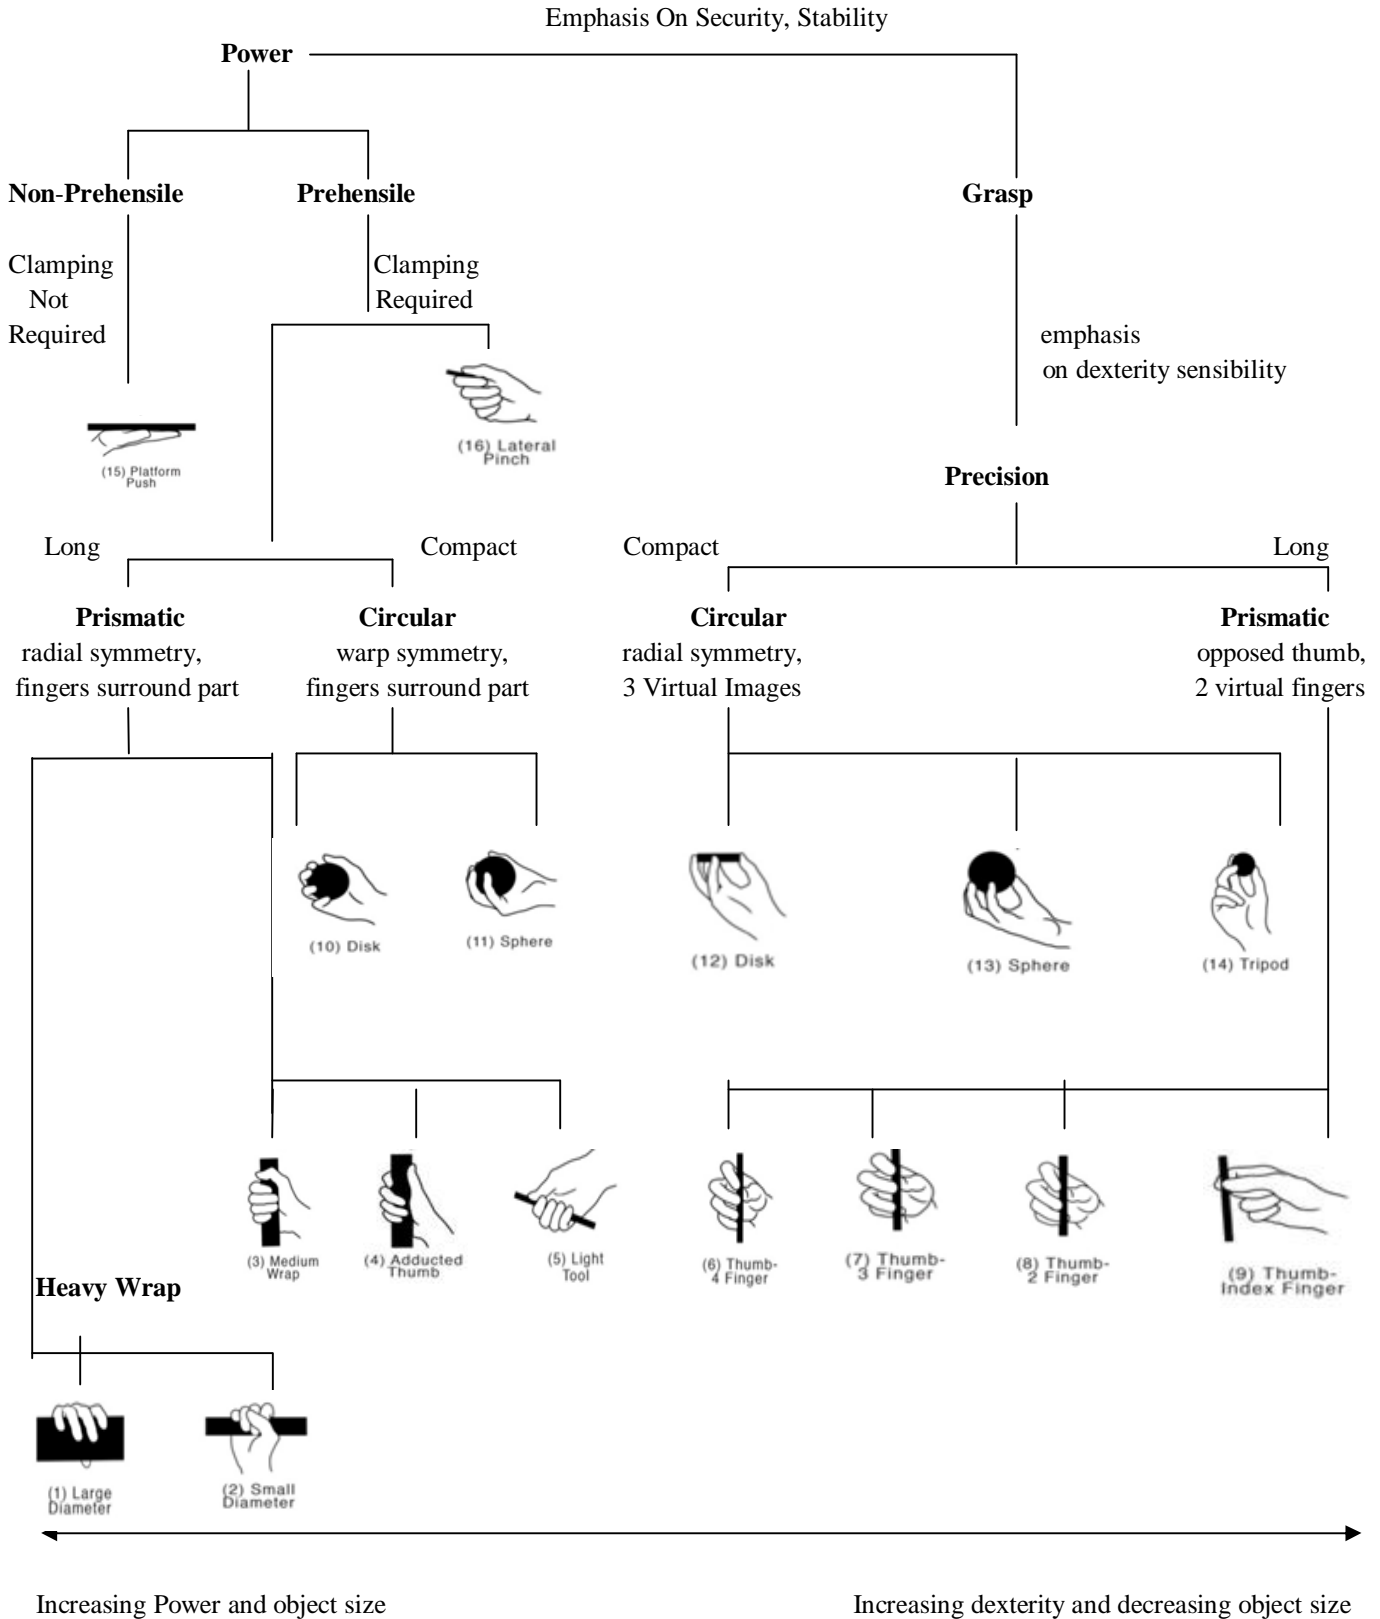 Emphasis On Security, Stability
Power
Non-Prehensile
Prehensile
Grasp
Clamping
Not
Required
Clamping
Required
emphasis
on dexterity sensibility
(15) Platform
Push
(16) Lateral
Pinch
Precision
Long
Compact
Compact
Long
Prismatic
radial symmetry,
fingers surround part
Circular
warp symmetry,
fingers surround part
Circular
radial symmetry,
3 Virtual Images
Prismatic
opposed thumb,
2 virtual fingers
(10) Disk
(11) Sphere
(12) Disk
(13) Sphere
(14) Tripod
(3) Medium
Wrap
(4) Adducted
Thumb
(5) Light
Tool
(6) Thumb-
4 Finger
(7) Thumb-
3 Finger
(8) Thumb-
2 Finger
(9) Thumb-
Index Finger
Heavy Wrap
(1) Large
Diameter
(2) Small
Diameter
Increasing Power and object size
Increasing dexterity and decreasing object size